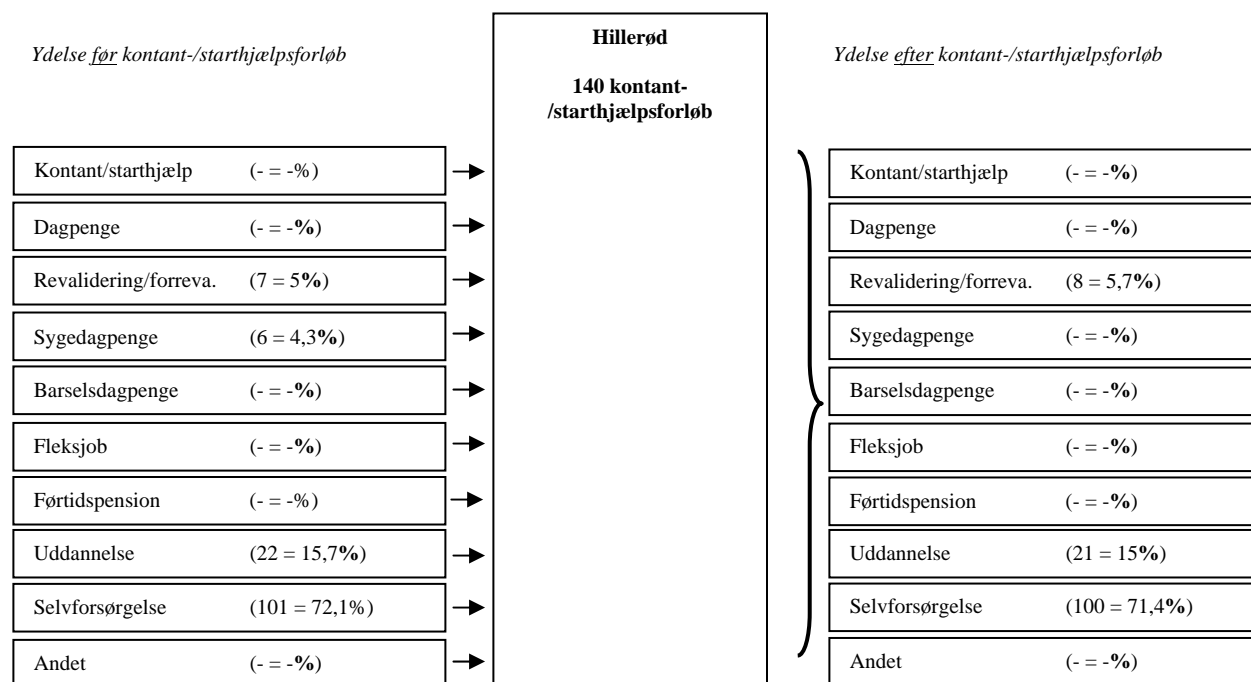 Ydelse før kontant-/starthjælpsforløb
Hillerød
140 kontant-
/starthjælpsforløb
Ydelse efter kontant-/starthjælpsforløb
Kontant/starthjælp (- = -%)
Dagpenge (- = -%)
Revalidering/forreva. (7 = 5%)
Sygedagpenge (6 = 4,3%)
Barselsdagpenge (- = -%)
Fleksjob (- = -%)
Førtidspension (- = -%)
Uddannelse (22 = 15,7%)
Selvforsørgelse (101 = 72,1%)
Andet (- = -%)
Kontant/starthjælp (- = -%)
Dagpenge (- = -%)
Revalidering/forreva. (8 = 5,7%)
Sygedagpenge (- = -%)
Barselsdagpenge (- = -%)
Fleksjob (- = -%)
Førtidspension (- = -%)
Uddannelse (21 = 15%)
Selvforsørgelse (100 = 71,4%)
Andet (- = -%)